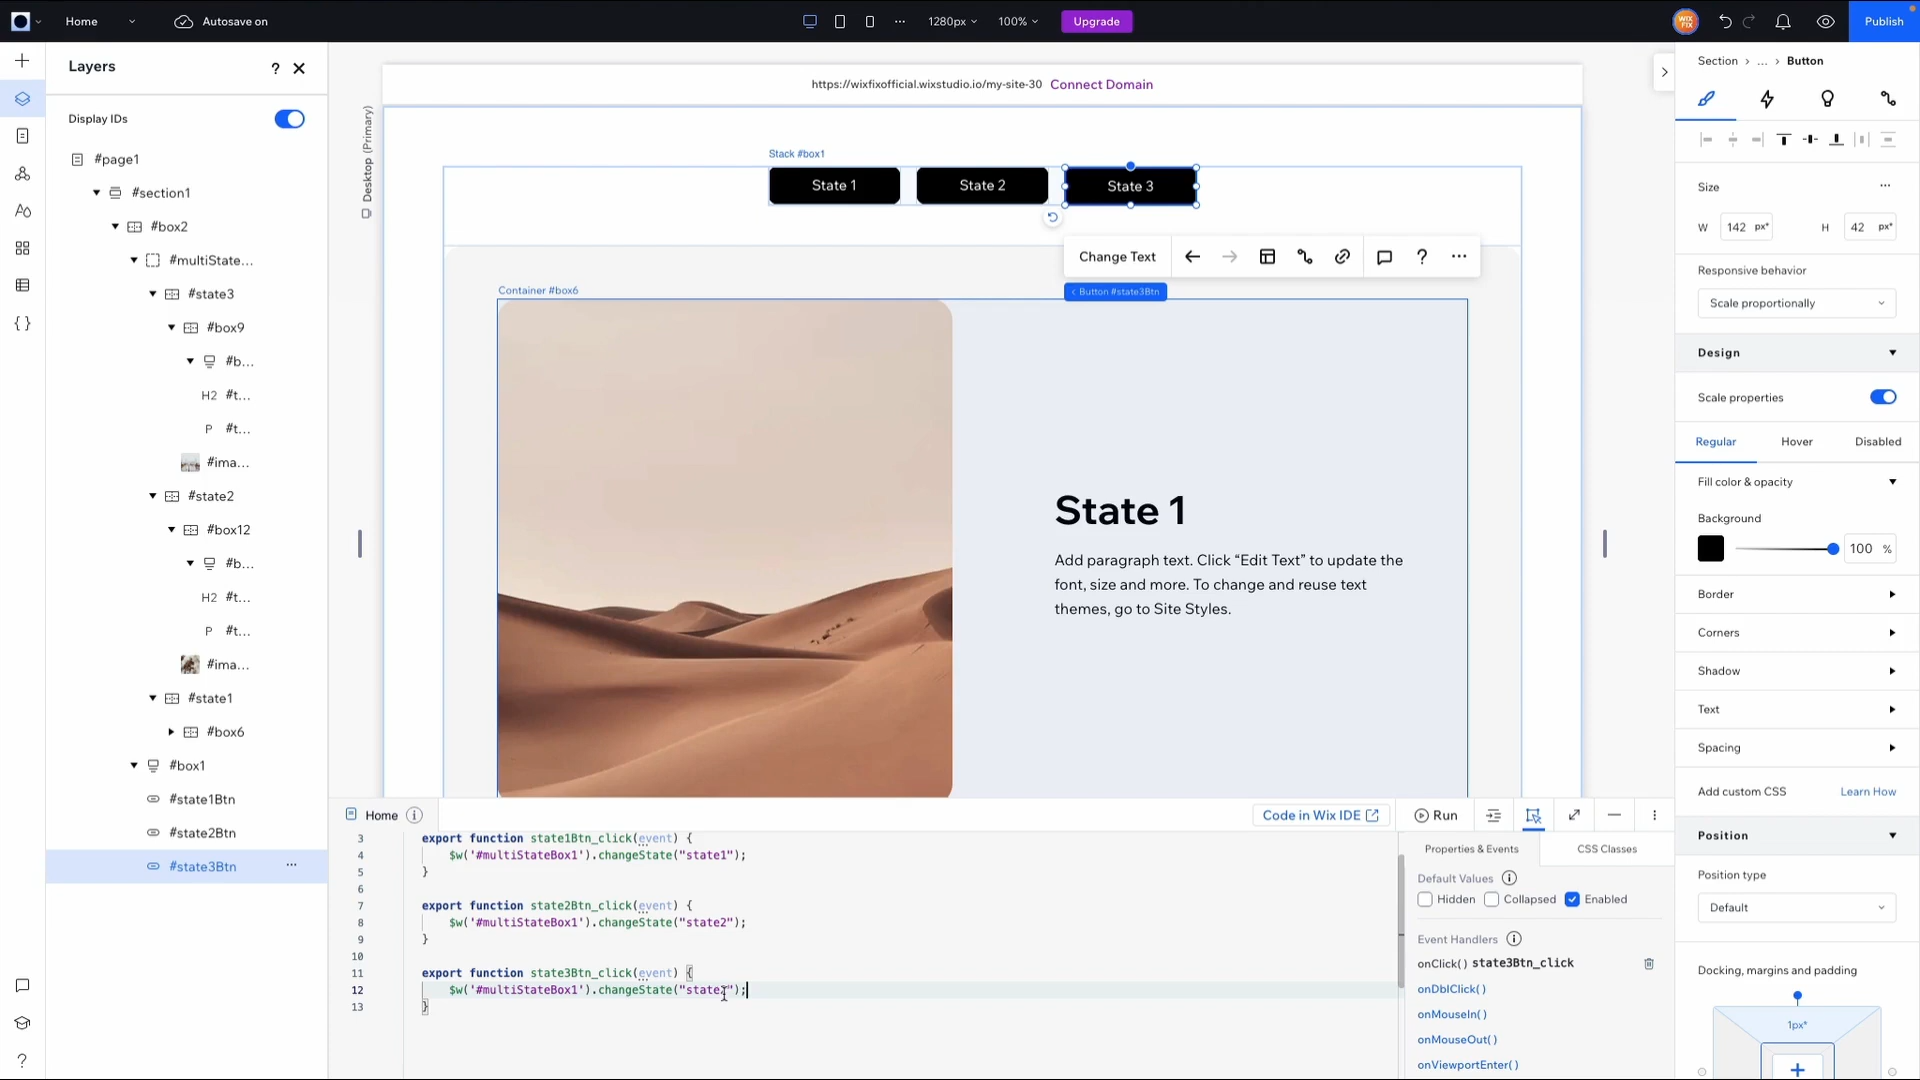 Home
Autosave on
1280px
100%
Upgrade
WIX
FIX
Publish
Layers
?
Display IDs
#page1
#section1
#box2
#multiState...
#state3
#box9
#b...
H2 #t...
P #t...
#ima...
#state2
#box12
#b...
H2 #t...
P #t...
#ima...
#state1
#box6
#box1
#state1Btn
#state2Btn
#state3Btn
https://wixfixofficial.wixstudio.io/my-site-30 Connect Domain
Desktop (Primary)
Stack #box1
State 1
State 2
State 3
Change Text
?
< Button #state3Btn
Container #box6
State 1
Add paragraph text. Click “Edit Text” to update the
font, size and more. To change and reuse text
themes, go to Site Styles.
Home
Code in Wix IDE
Run
3 export function state1Btn_click(event) {
4 $w('#multiStateBox1').changeState("state1");
5 }
6
7 export function state2Btn_click(event) {
8 $w('#multiStateBox1').changeState("state2");
9 }
10
11 export function state3Btn_click(event) {
12 $w('#multiStateBox1').changeState("state2");
13 }
Properties & Events
CSS Classes
Default Values
Hidden
Collapsed
Enabled
Event Handlers
onClick() state3Btn_click
onDblClick()
onMouseIn()
onMouseOut()
onViewportEnter()
Section > ... > Button
Size
W 142 px*
H 42 px*
Responsive behavior
Scale proportionally
Design
Scale properties
Regular
Hover
Disabled
Fill color & opacity
Background
100 %
Border
Corners
Shadow
Text
Spacing
Add custom CSS
Learn How
Position
Position type
Default
Docking, margins and padding
1px*
?